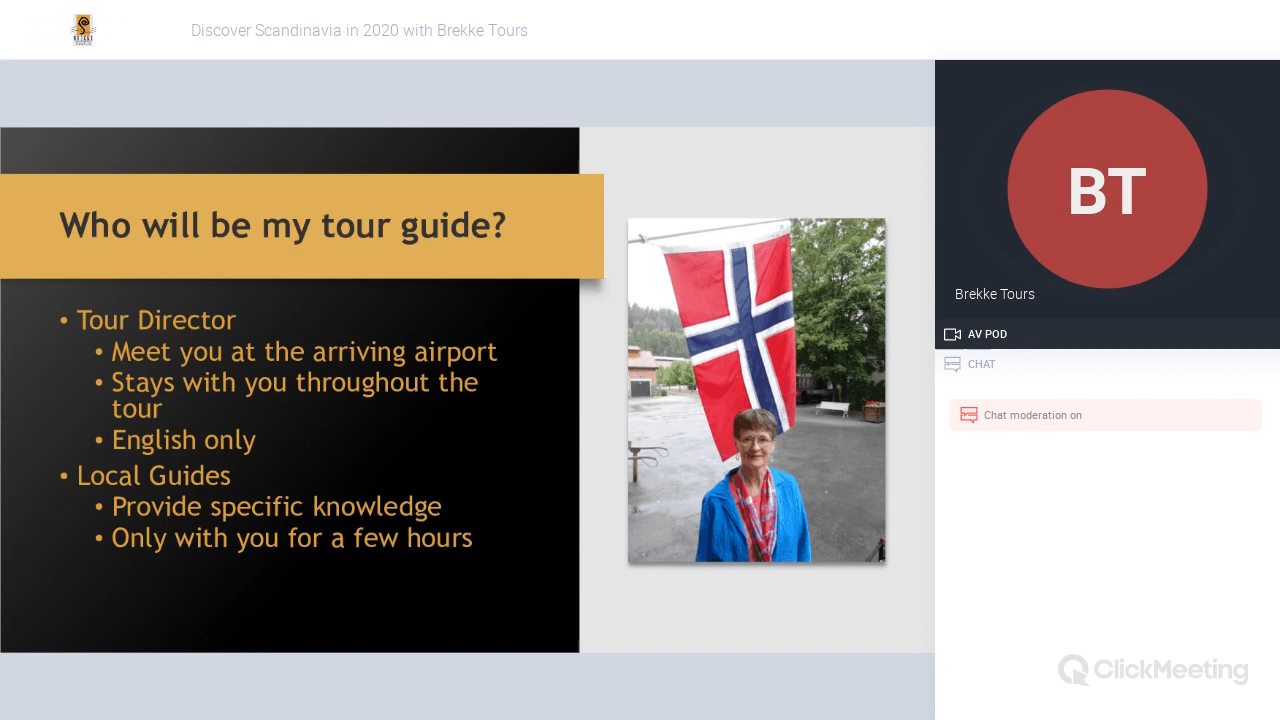 BREKKE
Discover Scandinavia in 2020 with Brekke Tours
Who will be my tour guide?
• Tour Director
• Meet you at the arriving airport
• Stays with you throughout the
tour
• English only
• Local Guides
• Provide specific knowledge
• Only with you for a few hours
BT
Brekke Tours
AV POD
CHAT
Chat moderation on
ClickMeeting